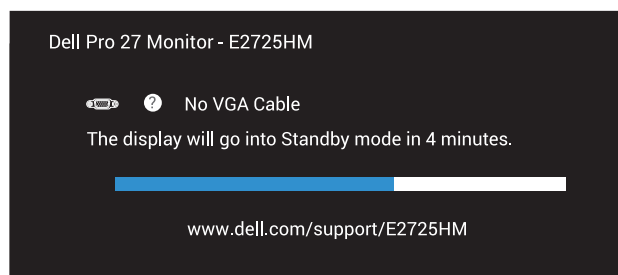 Dell Pro 27 Monitor - E2725HM
? No VGA Cable
The display will go into Standby mode in 4 minutes.
www.dell.com/support/E2725HM